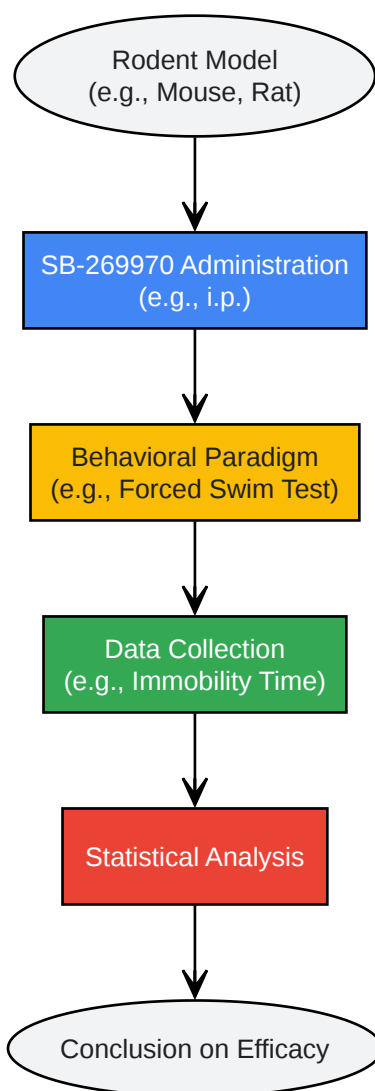 Rodent Model
(e.g., Mouse, Rat)
SB-269970 Administration
(e.g., i.p.)
Behavioral Paradigm
(e.g., Forced Swim Test)
Data Collection
(e.g., Immobility Time)
Statistical Analysis
Conclusion on Efficacy